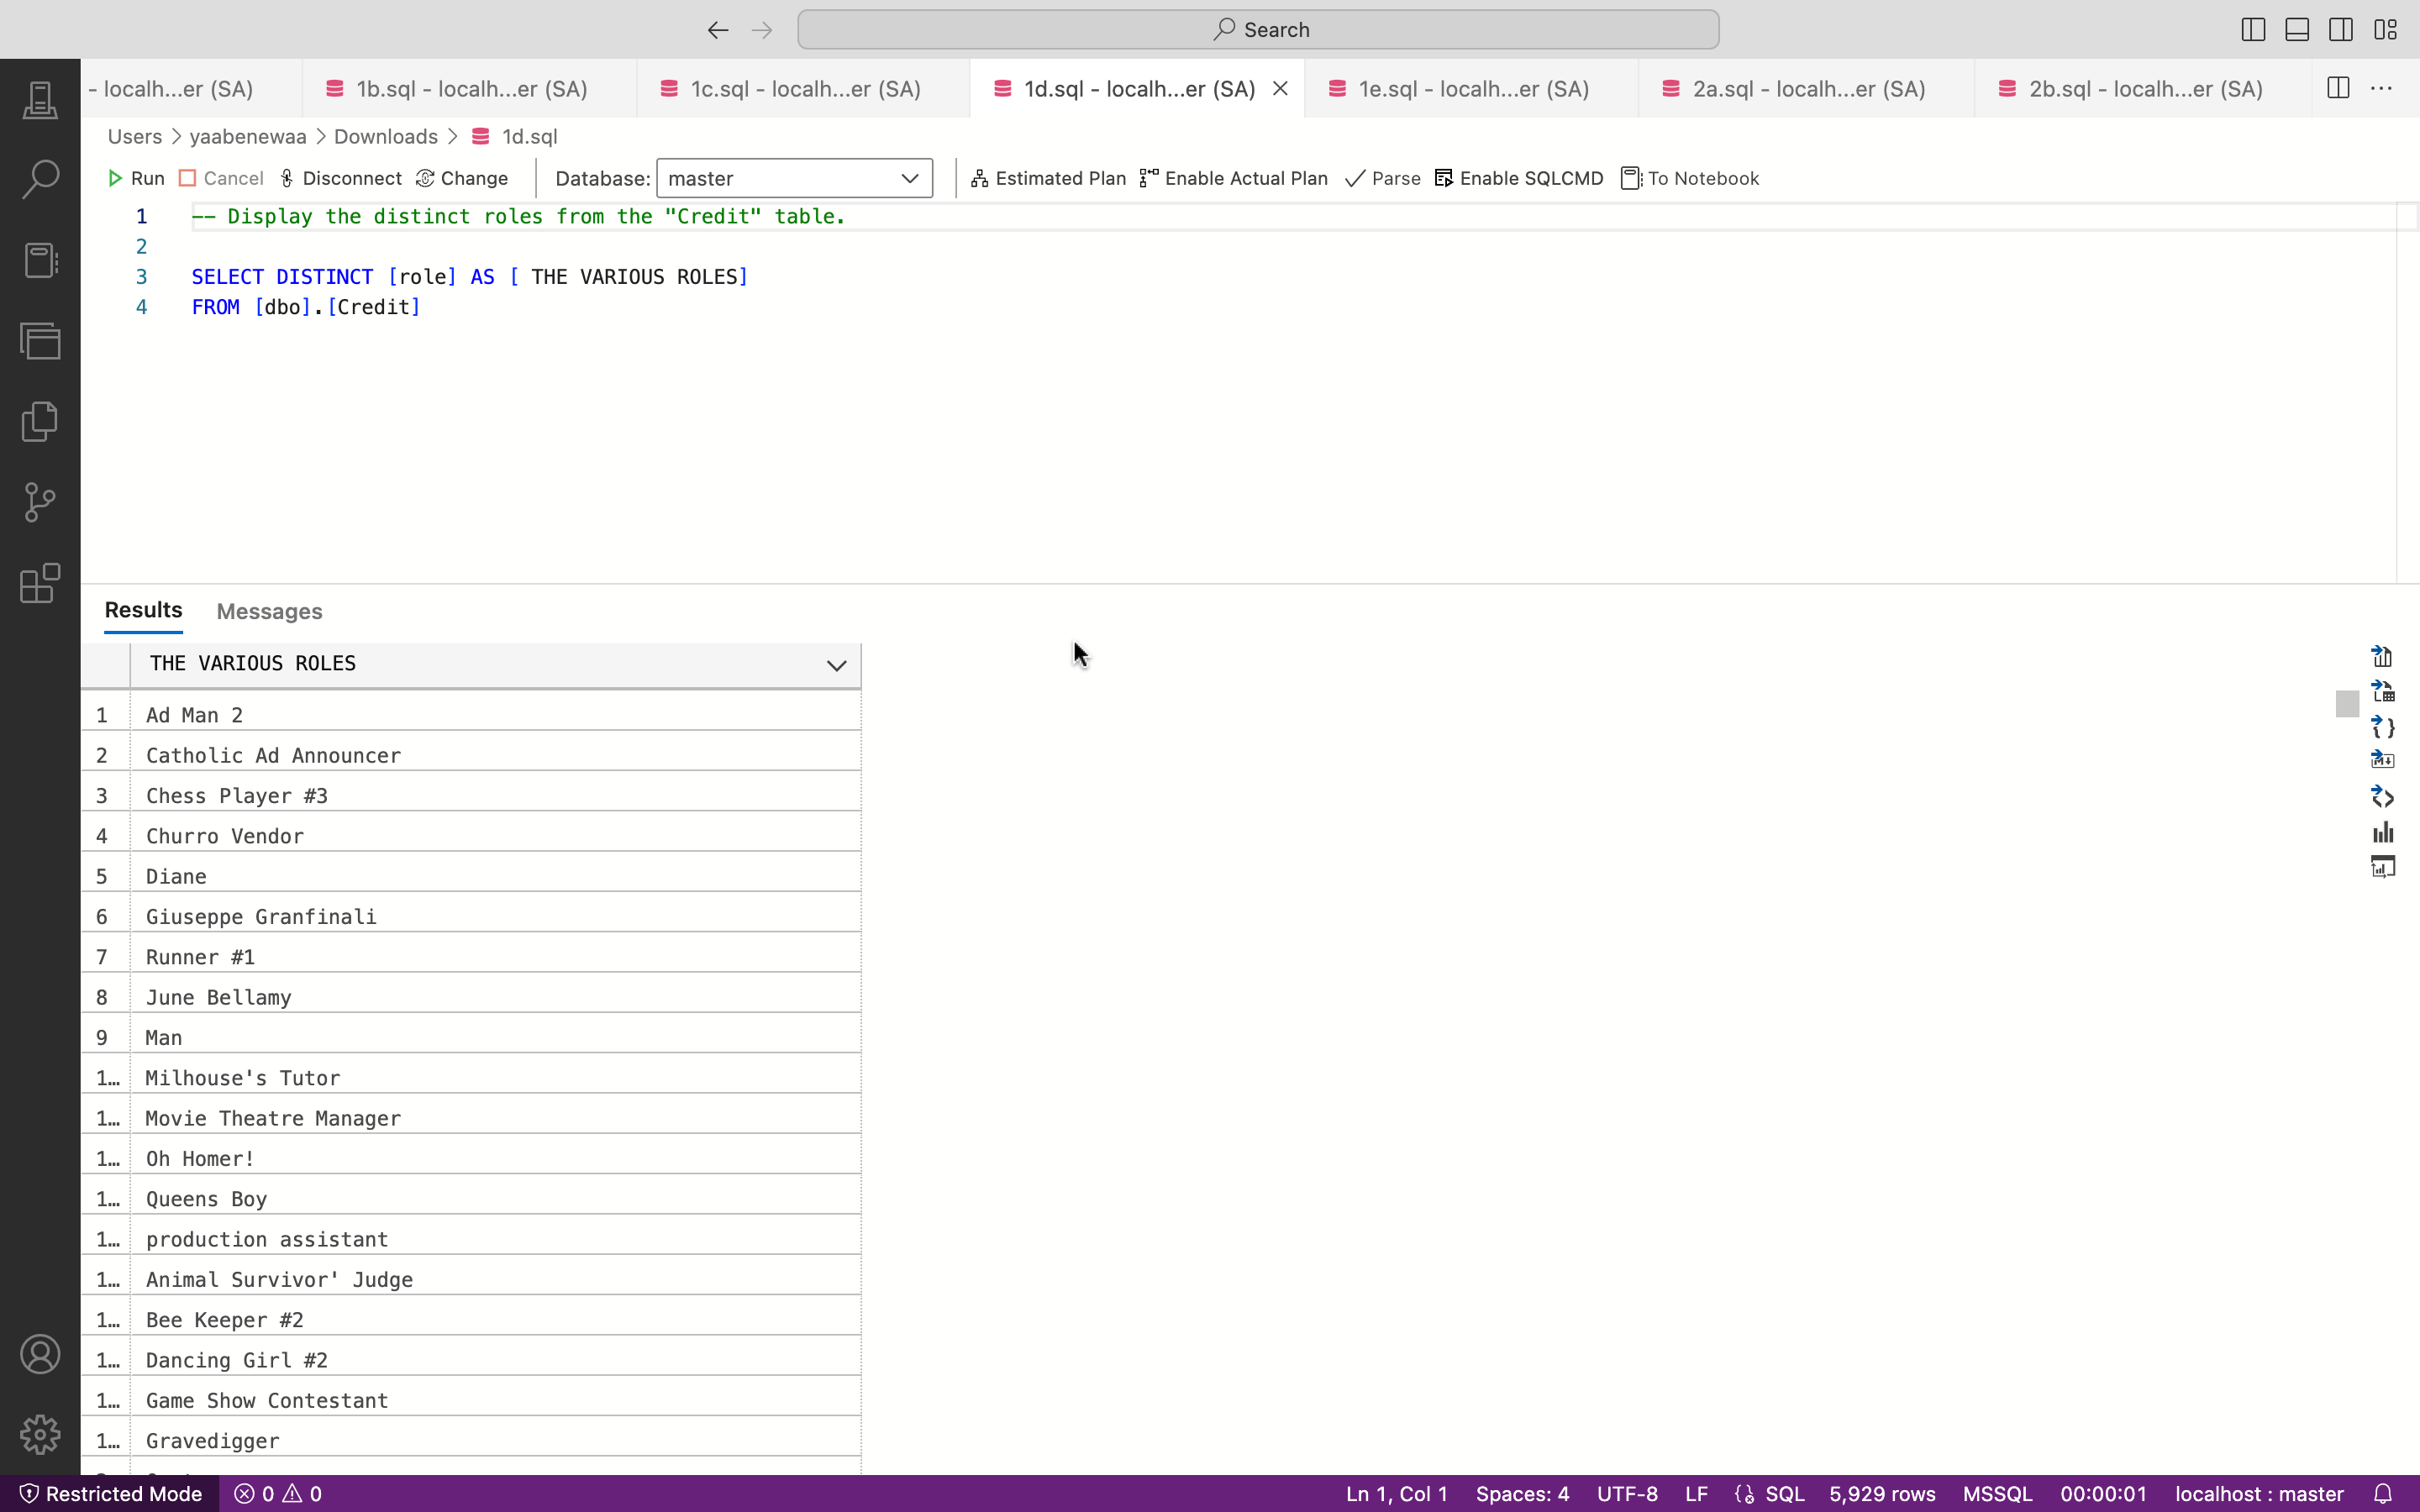 Search
- localh...er (SA) 1b.sql - localh...er (SA) 1c.sql - localh...er (SA) 1d.sql - localh...er (SA) 1e.sql - localh...er (SA) 2a.sql - localh...er (SA) 2b.sql - localh...er (SA)
Users > yaabenewaa > Downloads > 1d.sql
Run Cancel Disconnect Change Database: master Estimated Plan Enable Actual Plan Parse Enable SQLCMD To Notebook
1 -- Display the distinct roles from the "Credit" table.
2
3 SELECT DISTINCT [role] AS [ THE VARIOUS ROLES]
4 FROM [dbo].[Credit]
Results Messages
THE VARIOUS ROLES
1 Ad Man 2
2 Catholic Ad Announcer
3 Chess Player #3
4 Churro Vendor
5 Diane
6 Giuseppe Granfinali
7 Runner #1
8 June Bellamy
9 Man
1… Milhouse's Tutor
1… Movie Theatre Manager
1… Oh Homer!
1… Queens Boy
1… production assistant
1… Animal Survivor' Judge
1… Bee Keeper #2
1… Dancing Girl #2
1… Game Show Contestant
1… Gravedigger
Restricted Mode 0 0 Ln 1, Col 1 Spaces: 4 UTF-8 LF SQL 5,929 rows MSSQL 00:00:01 localhost : master